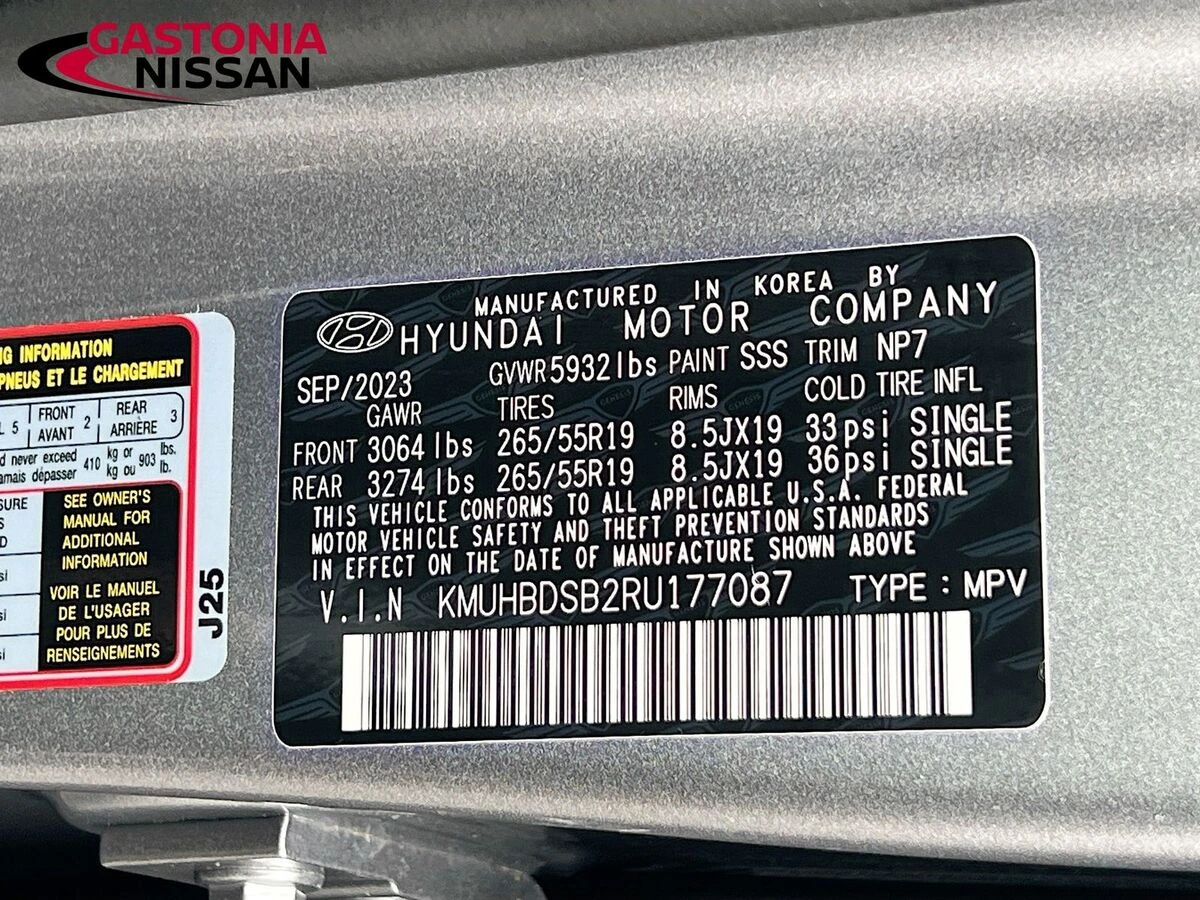 GASTONIA
NISSAN
MANUFACTURED IN KOREA BY
HYUNDAI MOTOR COMPANY
SEP/2023 GVWR 5932lbs PAINT SSS TRIM NP7
GAWR TIRES RIMS COLD TIRE INFL
FRONT 3064 lbs 265/55R19 8.5JX19 33psi SINGLE
REAR 3274 lbs 265/55R19 8.5JX19 36psi SINGLE
THIS VEHICLE CONFORMS TO ALL APPLICABLE U.S.A. FEDERAL
MOTOR VEHICLE SAFETY AND THEFT PREVENTION STANDARDS
IN EFFECT ON THE DATE OF MANUFACTURE SHOWN ABOVE
V.I.N KMUHBDSB2RU177087 TYPE : MPV
INFORMATION
PNEUS ET LE CHARGEMENT
5 FRONT 2 REAR 3
AVANT ARRIÈRE
never exceed 410 kg or 903 lbs.
dépasser kg ou lb.
SEE OWNER'S
MANUAL FOR
ADDITIONAL
INFORMATION
VOIR LE MANUEL
DE L'USAGER
POUR PLUS DE
RENSEIGNEMENTS
J25